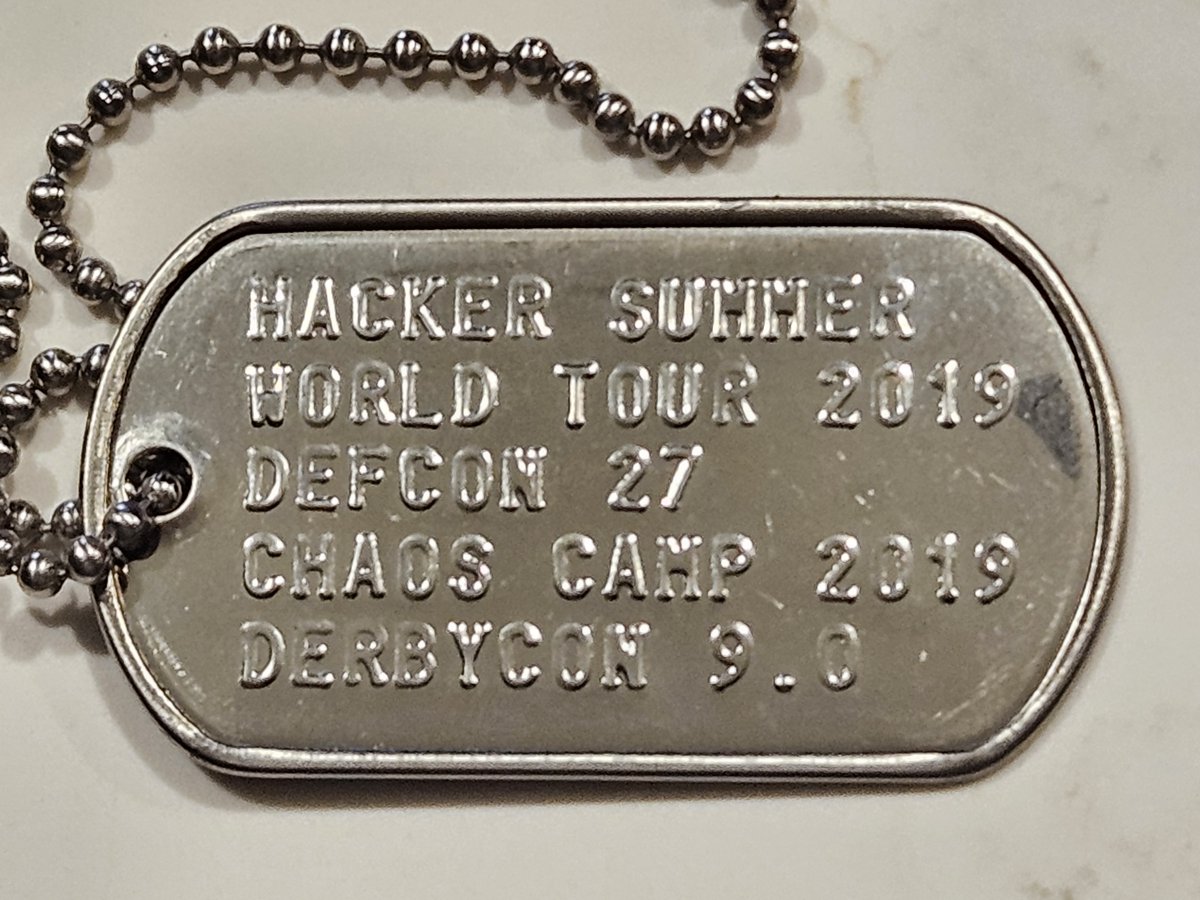 HACKER SUMMER
WORLD TOUR 2019
DEFCON 27
CHAOS CAMP 2019
DERBYCON 9.0